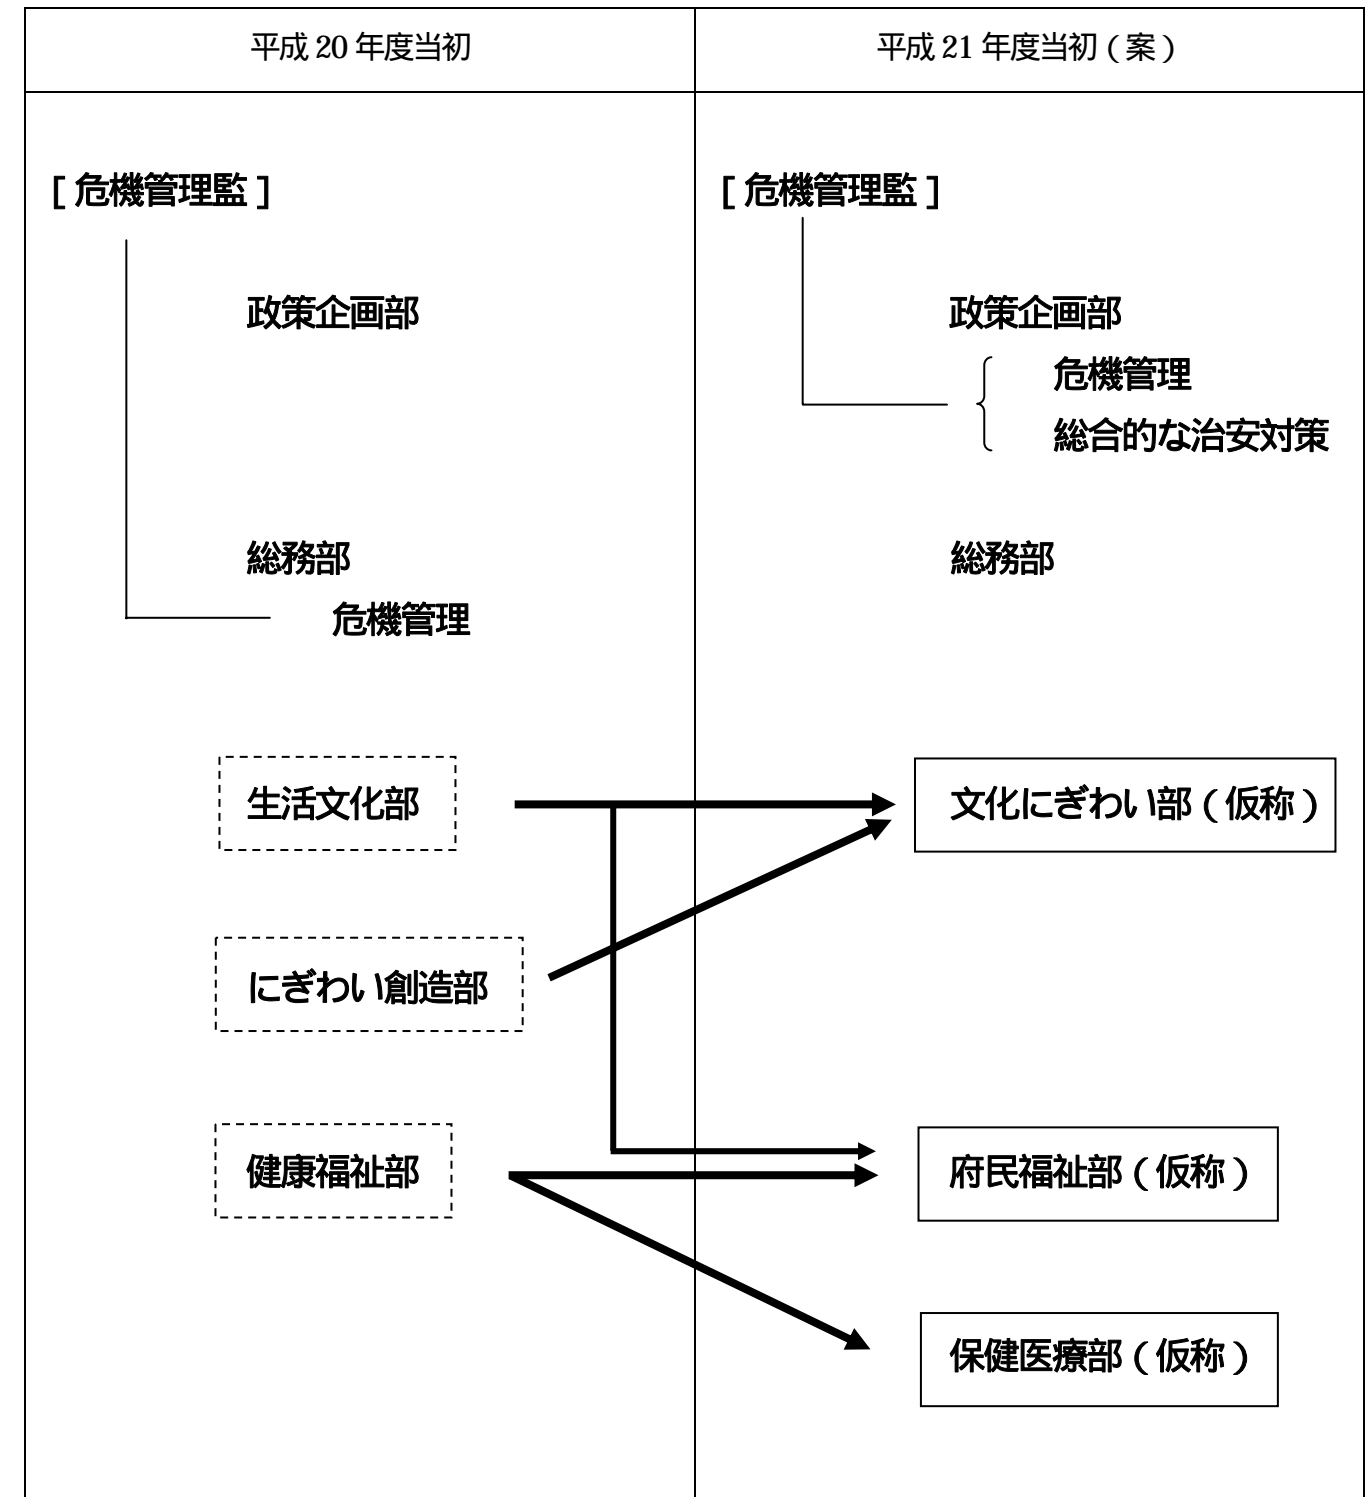 平成 20 年度当初
平成 21 年度当初（案）
[ 危機管理監 ]
政策企画部
総務部
危機管理
生活文化部
にぎわい創造部
健康福祉部
[ 危機管理監 ]
政策企画部
危機管理
総合的な治安対策
総務部
文化にぎわい部（仮称）
府民福祉部（仮称）
保健医療部（仮称）